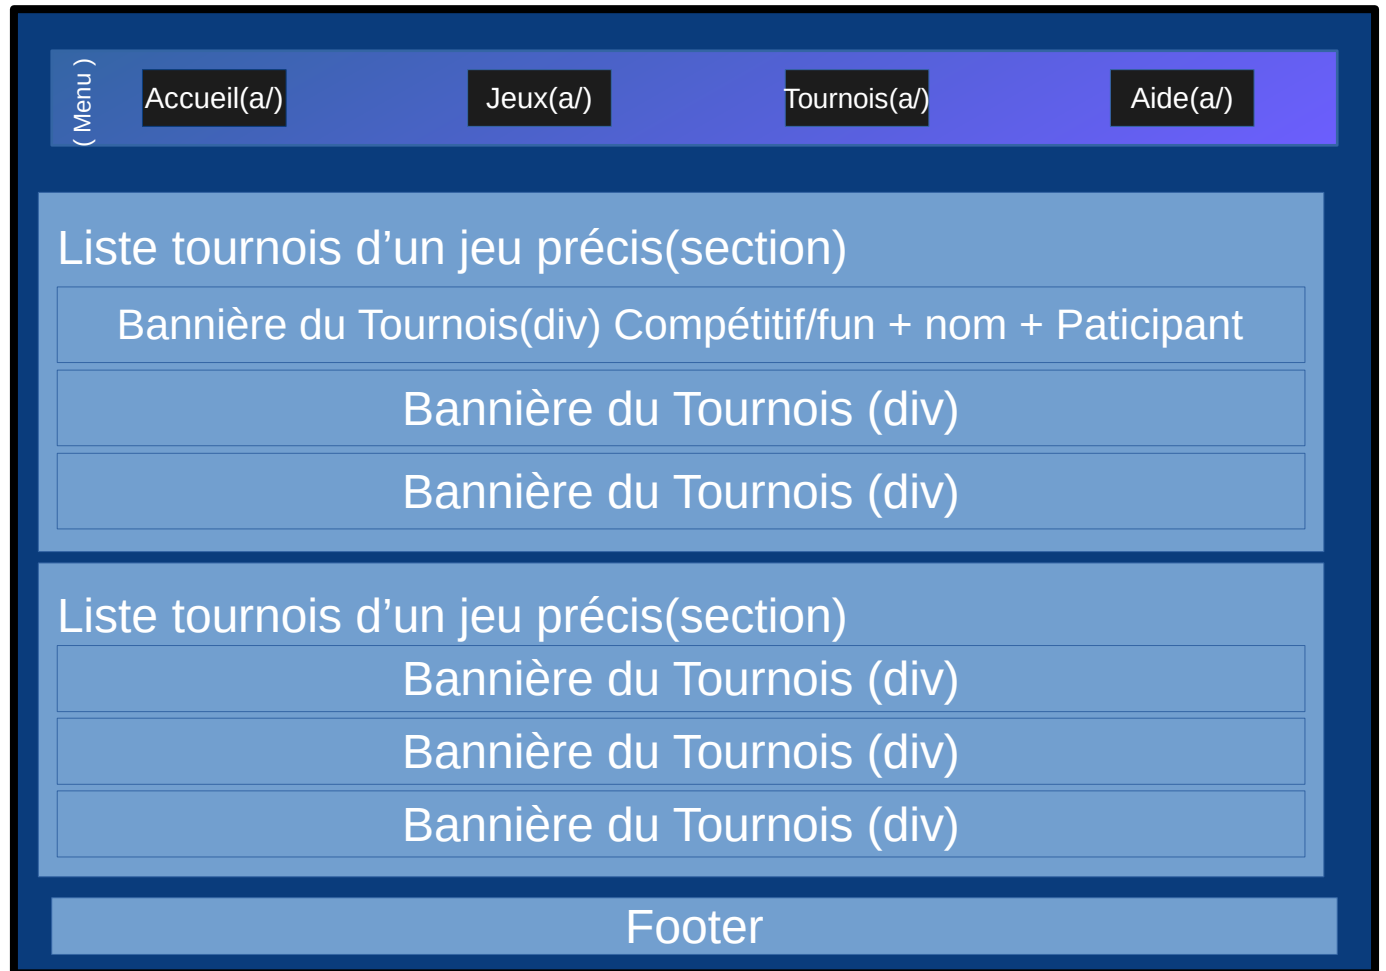 ( Menu )
Accueil(a/)
Jeux(a/)
Tournois(a/)
Aide(a/)
Liste tournois d’un jeu précis(section)
Bannière du Tournois(div) Compétitif/fun + nom + Paticipant
Bannière du Tournois (div)
Bannière du Tournois (div)
Liste tournois d’un jeu précis(section)
Bannière du Tournois (div)
Bannière du Tournois (div)
Bannière du Tournois (div)
Footer